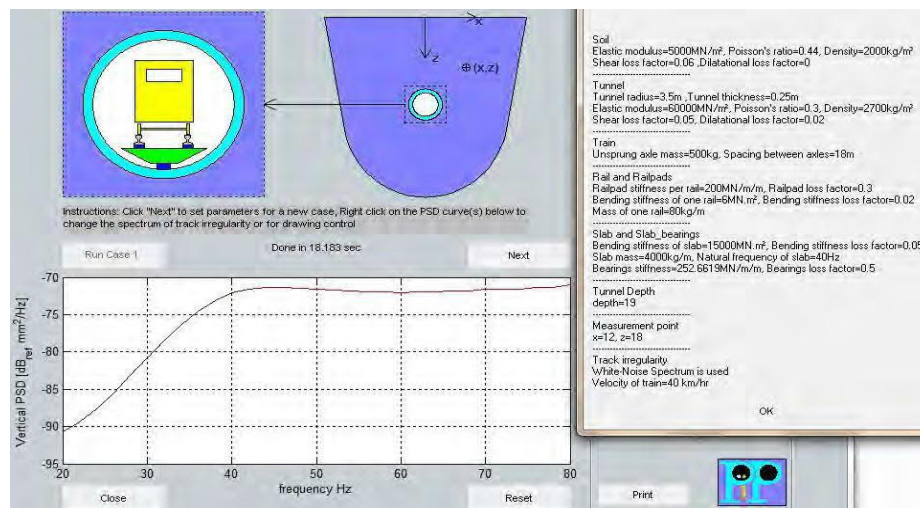 x
z
⊕ (x,z)
Instructions: Click "Next" to set parameters for a new case, Right click on the PSD curve(s) below to
change the spectrum of track irregularity or for drawing control
Run Case 1
Done in 18.183 sec
Next
-70
-75
-80
-85
-90
-95
Vertical PSD [dBref mm²/Hz]
20
30
40
50
60
70
80
frequency Hz
Close
Reset
Soil
Elastic modulus=5000MN/m², Poisson's ratio=0.44, Density=2000kg/m³
Shear loss factor=0.06 ,Dilatational loss factor=0
Tunnel
Tunnel radius=3.5m ,Tunnel thickness=0.25m
Elastic modulus=50000MN/m², Poisson's ratio=0.3, Density=2700kg/m³
Shear loss factor=0.05, Dilatational loss factor=0.02
Train
Unsprung axle mass=500kg, Spacing between axles=18m
Rail and Railpads
Railpad stiffness per rail=200MN/m/m, Railpad loss factor=0.3
Bending stiffness of one rail=6MN.m², Bending stiffness loss factor=0.02
Mass of one rail=80kg/m
Slab and Slab_bearings
Bending stiffness of slab=15000MN.m², Bending stiffness loss factor=0.05
Slab mass=4000kg/m, Natural frequency of slab=40Hz
Bearings stiffness=252.6619MN/m/m, Bearings loss factor=0.5
Tunnel Depth
depth=19
Measurement point
x=12, z=18
Track irregularity
White-Noise Spectrum is used
Velocity of train=40 km/hr
OK
Print
PiP